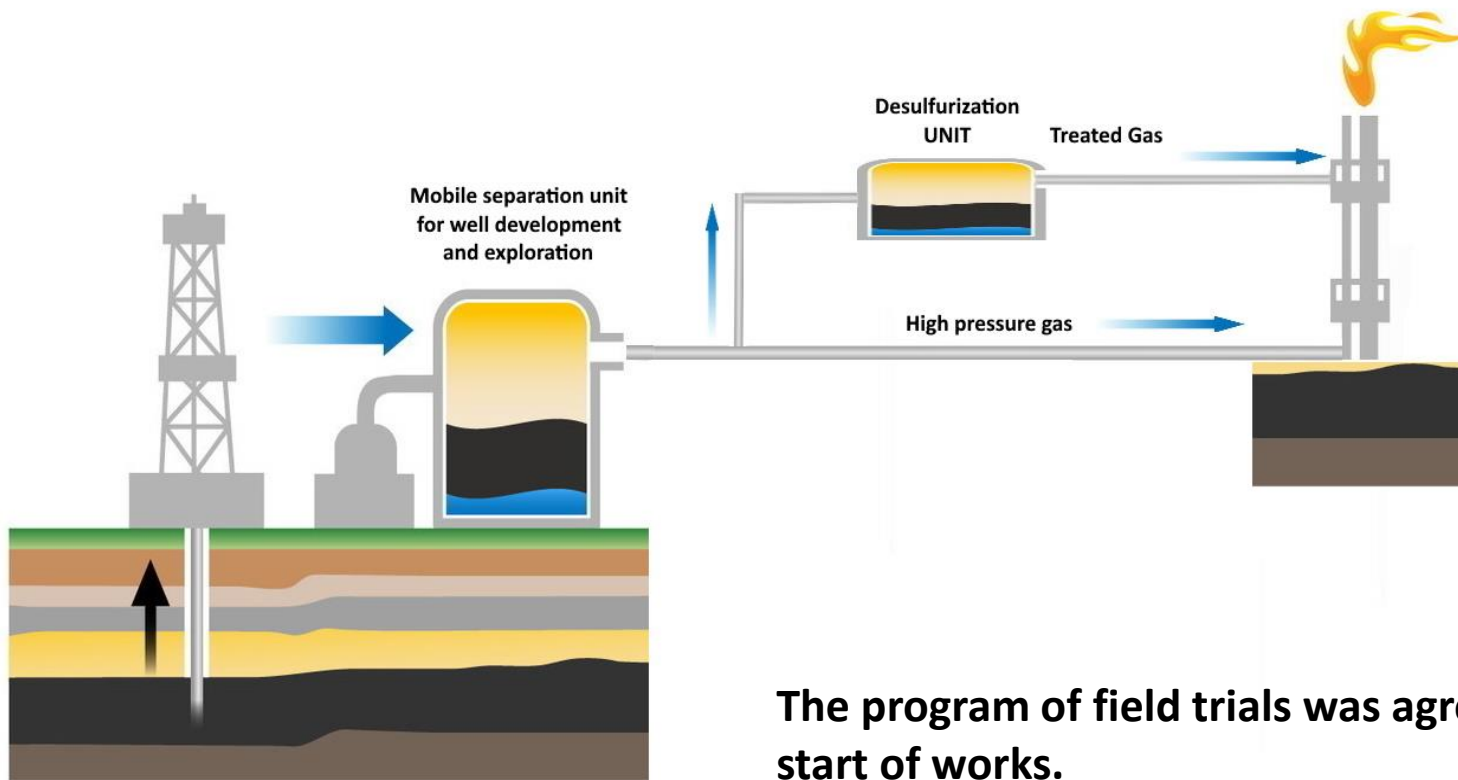 Desulfurization
UNIT
Treated Gas
Mobile separation unit
for well development
and exploration
High pressure gas
The program of field trials was
start of works.